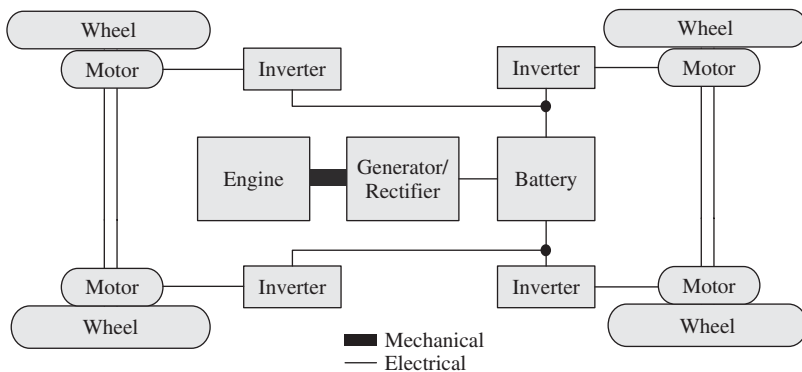 Wheel
Wheel
Motor
Inverter
Inverter
Motor
Engine
Generator/
Rectifier
Battery
Motor
Inverter
Inverter
Motor
Wheel
Wheel
Mechanical
Electrical